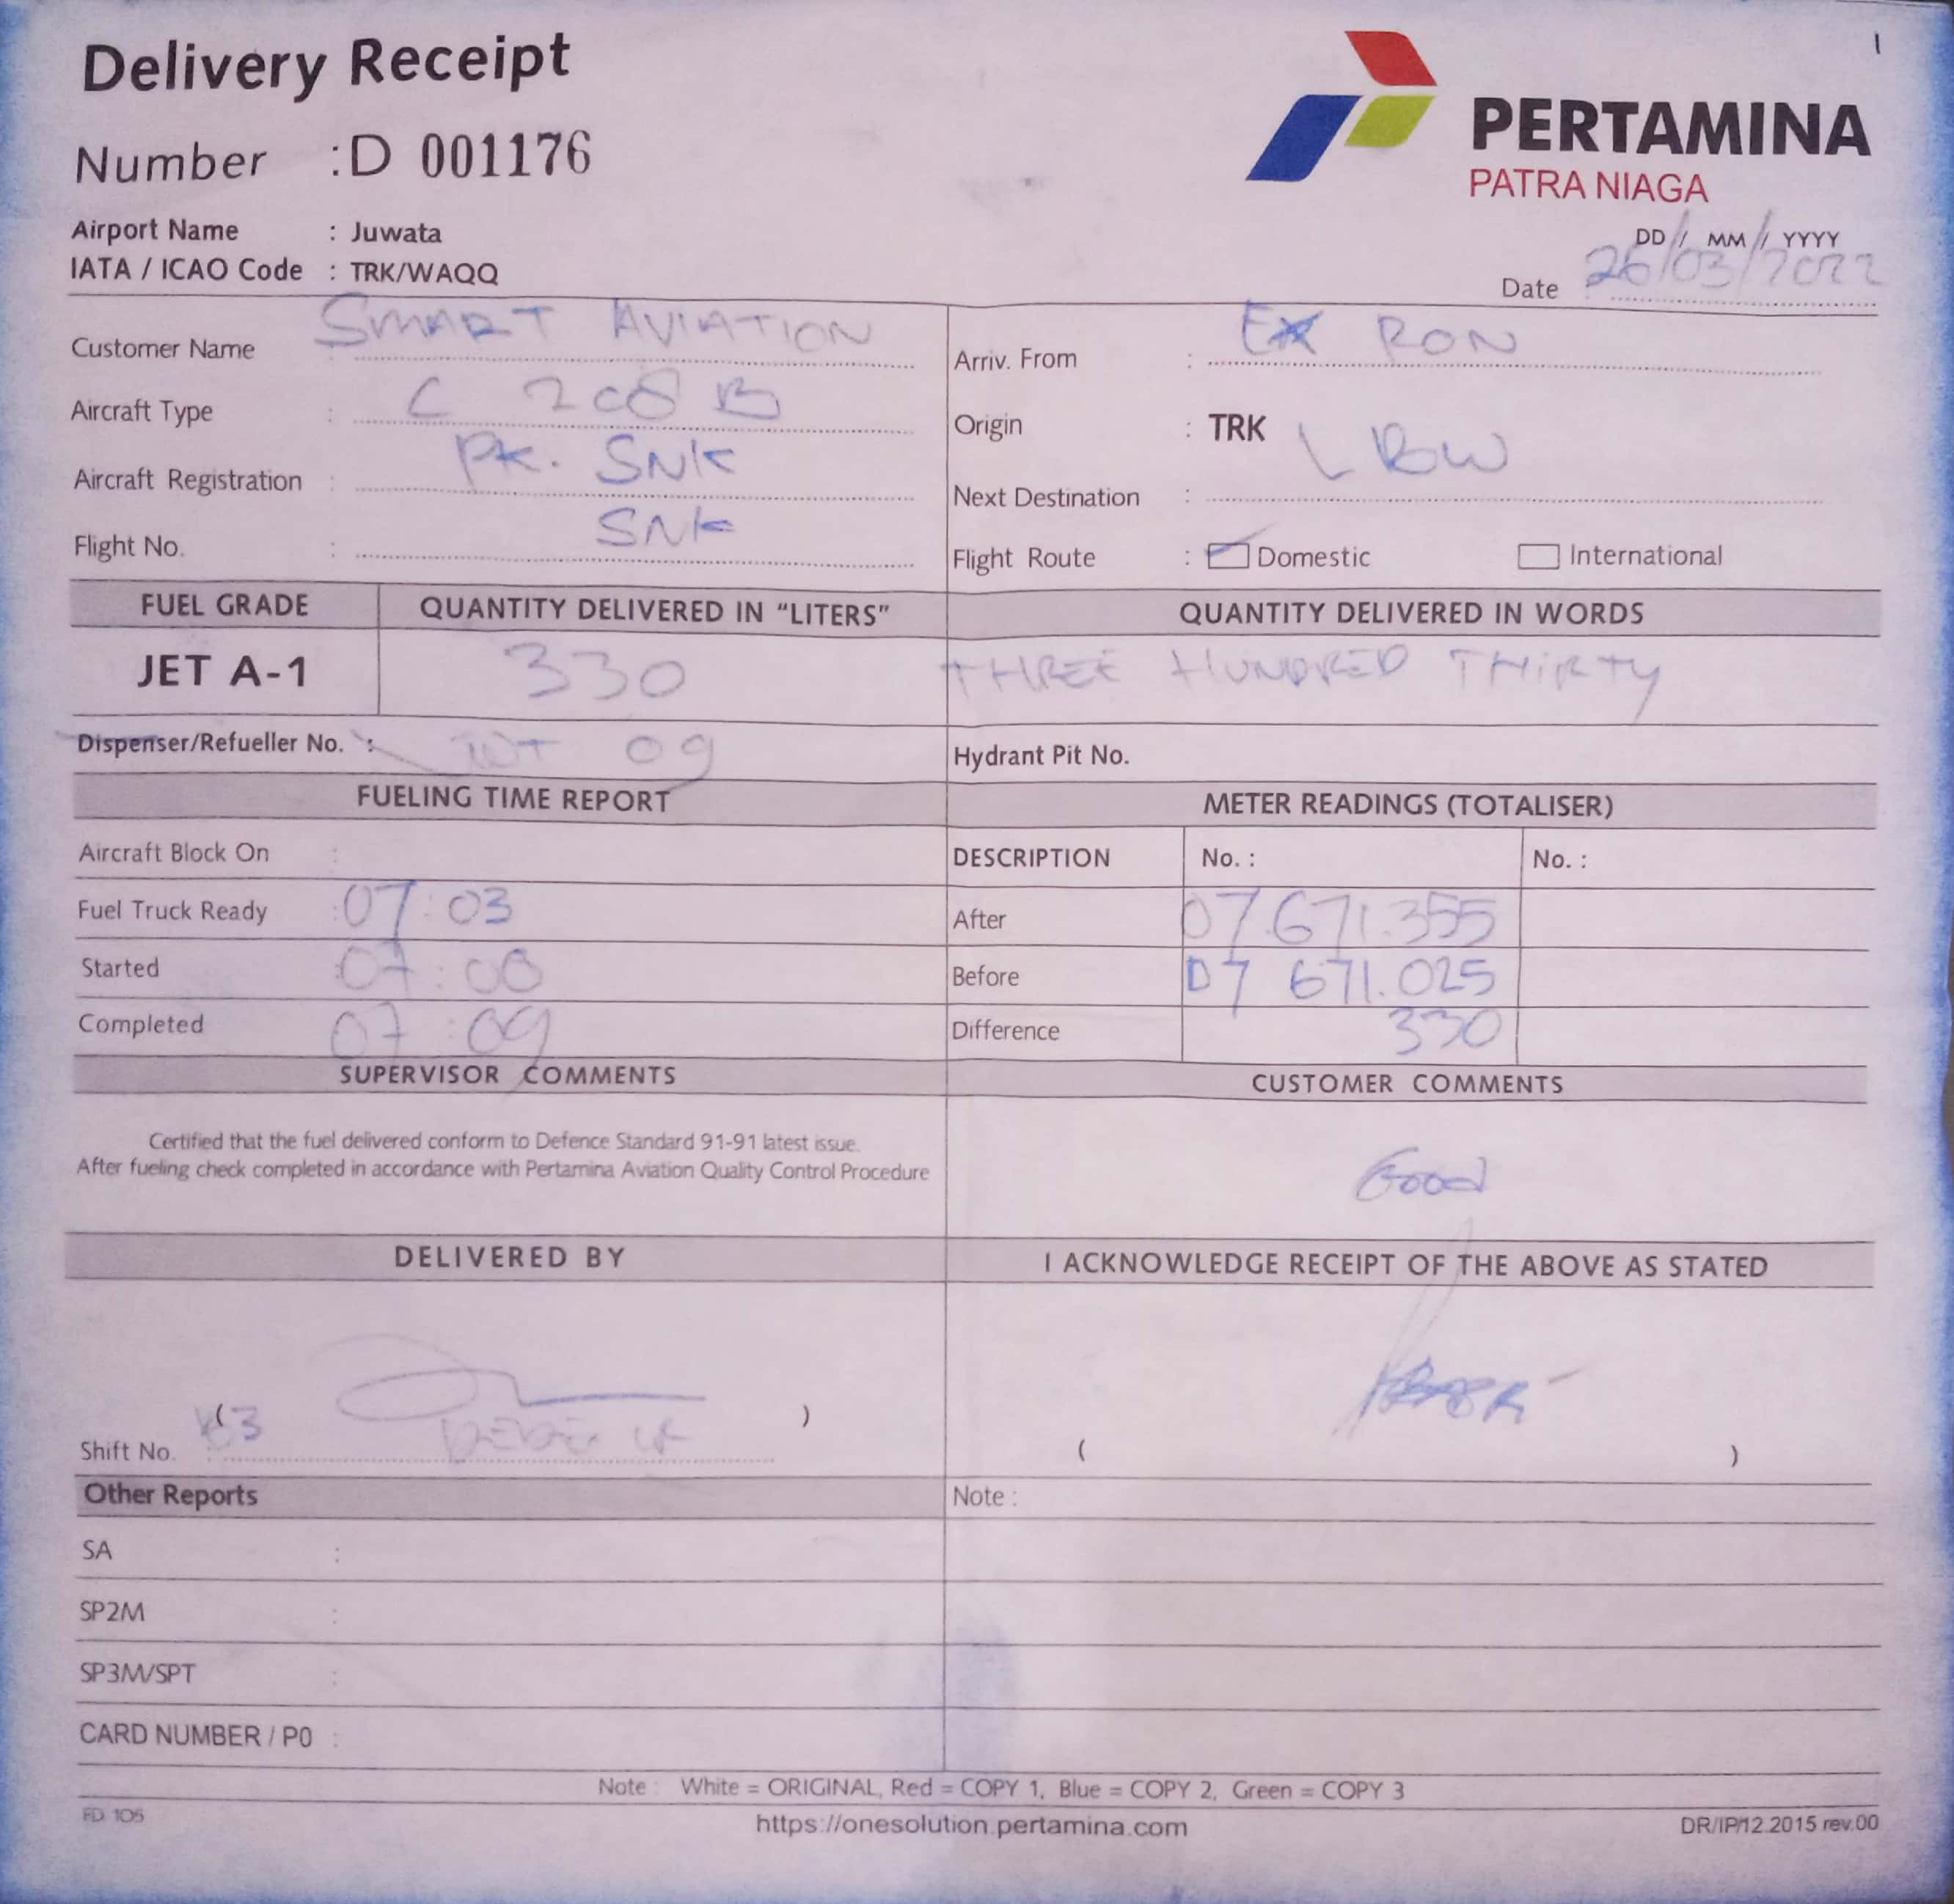 Delivery Receipt
Number : D 001176
PERTAMINA
PATRA NIAGA
Airport Name : Juwata
IATA / ICAO Code : TRK/WAQQ
DD / MM / YYYY
Date : 26/03/2022
Customer Name : SMART AVIATION
Arriv. From : EX RON
Aircraft Type : C 208 B
Origin : TRK
Aircraft Registration : PK. SNK
Next Destination : LBW
Flight No. : SNK
Flight Route : Domestic International
FUEL GRADE QUANTITY DELIVERED IN "LITERS" QUANTITY DELIVERED IN WORDS
JET A-1 330 THREE HUNDRED THIRTY
Dispenser/Refueller No. : 09
Hydrant Pit No.
FUELING TIME REPORT METER READINGS (TOTALISER)
Aircraft Block On : DESCRIPTION No. : No. :
Fuel Truck Ready : 07:03 After 07.671.355
Started : 07:08 Before 07 671.025
Completed 07:09 Difference 330
SUPERVISOR COMMENTS CUSTOMER COMMENTS
Certified that the fuel delivered conform to Defence Standard 91-91 latest issue.
After fueling check completed in accordance with Pertamina Aviation Quality Control Procedure
Good
DELIVERED BY I ACKNOWLEDGE RECEIPT OF THE ABOVE AS STATED
Shift No.
( )
( )
Other Reports Note :
SA :
SP2M :
SP3M/SPT :
CARD NUMBER / P0 :
Note : White = ORIGINAL, Red = COPY 1, Blue = COPY 2, Green = COPY 3
FD 105 https://onesolution.pertamina.com DR/IP/12.2015 rev.00